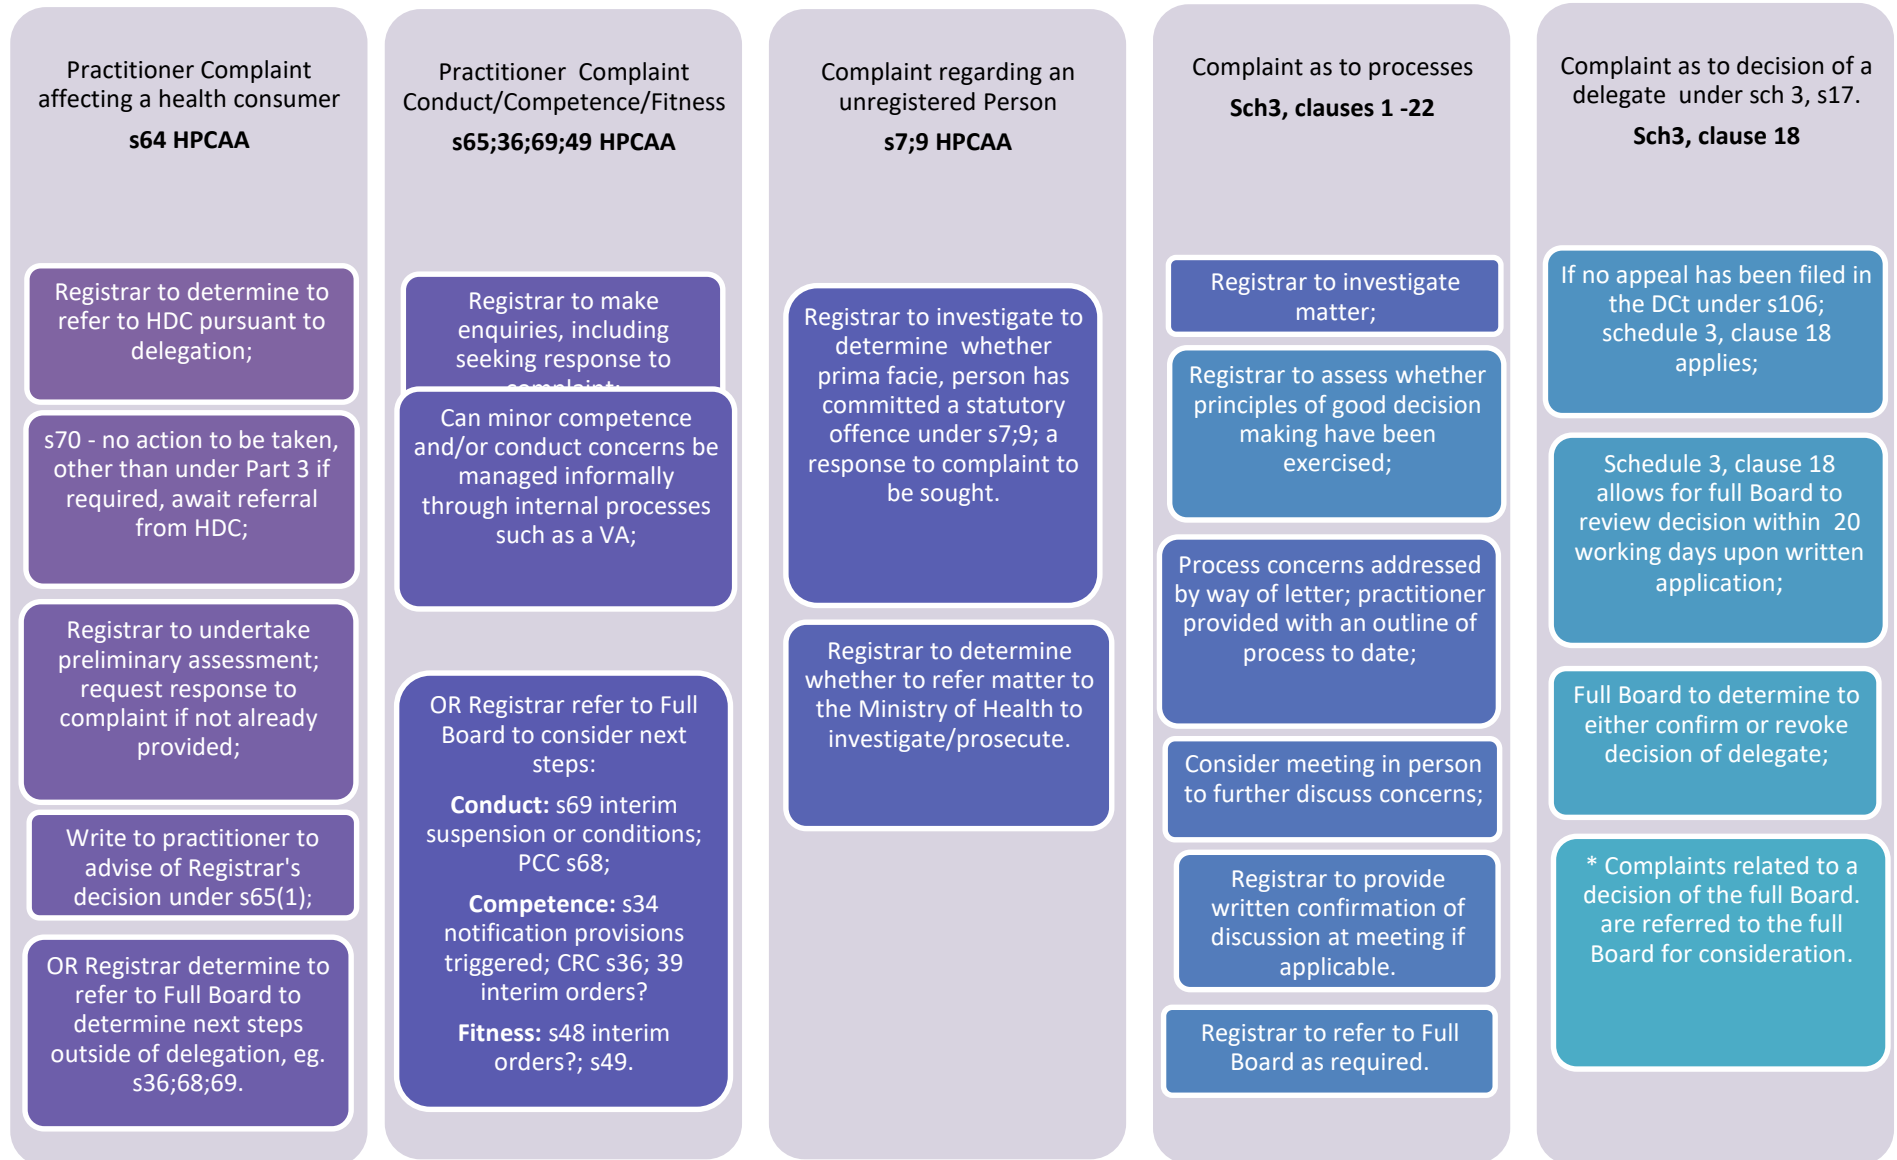 Practitioner Complaint
affecting a health consumer
s64 HPCAA
Registrar to determine to
refer to HDC pursuant to
delegation;
s70 - no action to be taken,
other than under Part 3 if
required, await referral
from HDC;
Registrar to undertake
preliminary assessment;
request response to
complaint if not already
provided;
Write to practitioner to
advise of Registrar's
decision under s65(1);
OR Registrar determine to
refer to Full Board to
determine next steps
outside of delegation, eg.
s36;68;69.
Practitioner Complaint
Conduct/Competence/Fitness
s65;36;69;49 HPCAA
Registrar to make
enquiries, including
seeking response to
complaint;
Can minor competence
and/or conduct concerns be
managed informally
through internal processes
such as a VA;
OR Registrar refer to Full
Board to consider next
steps:
Conduct: s69 interim
suspension or conditions;
PCC s68;
Competence: s34
notification provisions
triggered; CRC s36; 39
interim orders?
Fitness: s48 interim
orders?; s49.
Complaint regarding an
unregistered Person
s7;9 HPCAA
Registrar to investigate to
determine whether
prima facie, person has
committed a statutory
offence under s7;9; a
response to complaint to
be sought.
Registrar to determine
whether to refer matter to
the Ministry of Health to
investigate/prosecute.
Complaint as to processes
Sch3, clauses 1 -22
Registrar to investigate
matter;
Registrar to assess whether
principles of good decision
making have been
exercised;
Process concerns addressed
by way of letter; practitioner
provided with an outline of
process to date;
Consider meeting in person
to further discuss concerns;
Registrar to provide
written confirmation of
discussion at meeting if
applicable.
Registrar to refer to Full
Board as required.
Complaint as to decision of a
delegate under sch 3, s17.
Sch3, clause 18
If no appeal has been filed in
the DCt under s106;
schedule 3, clause 18
applies;
Schedule 3, clause 18
allows for full Board to
review decision within 20
working days upon written
application;
Full Board to determine to
either confirm or revoke
decision of delegate;
* Complaints related to a
decision of the full Board.
are referred to the full
Board for consideration.